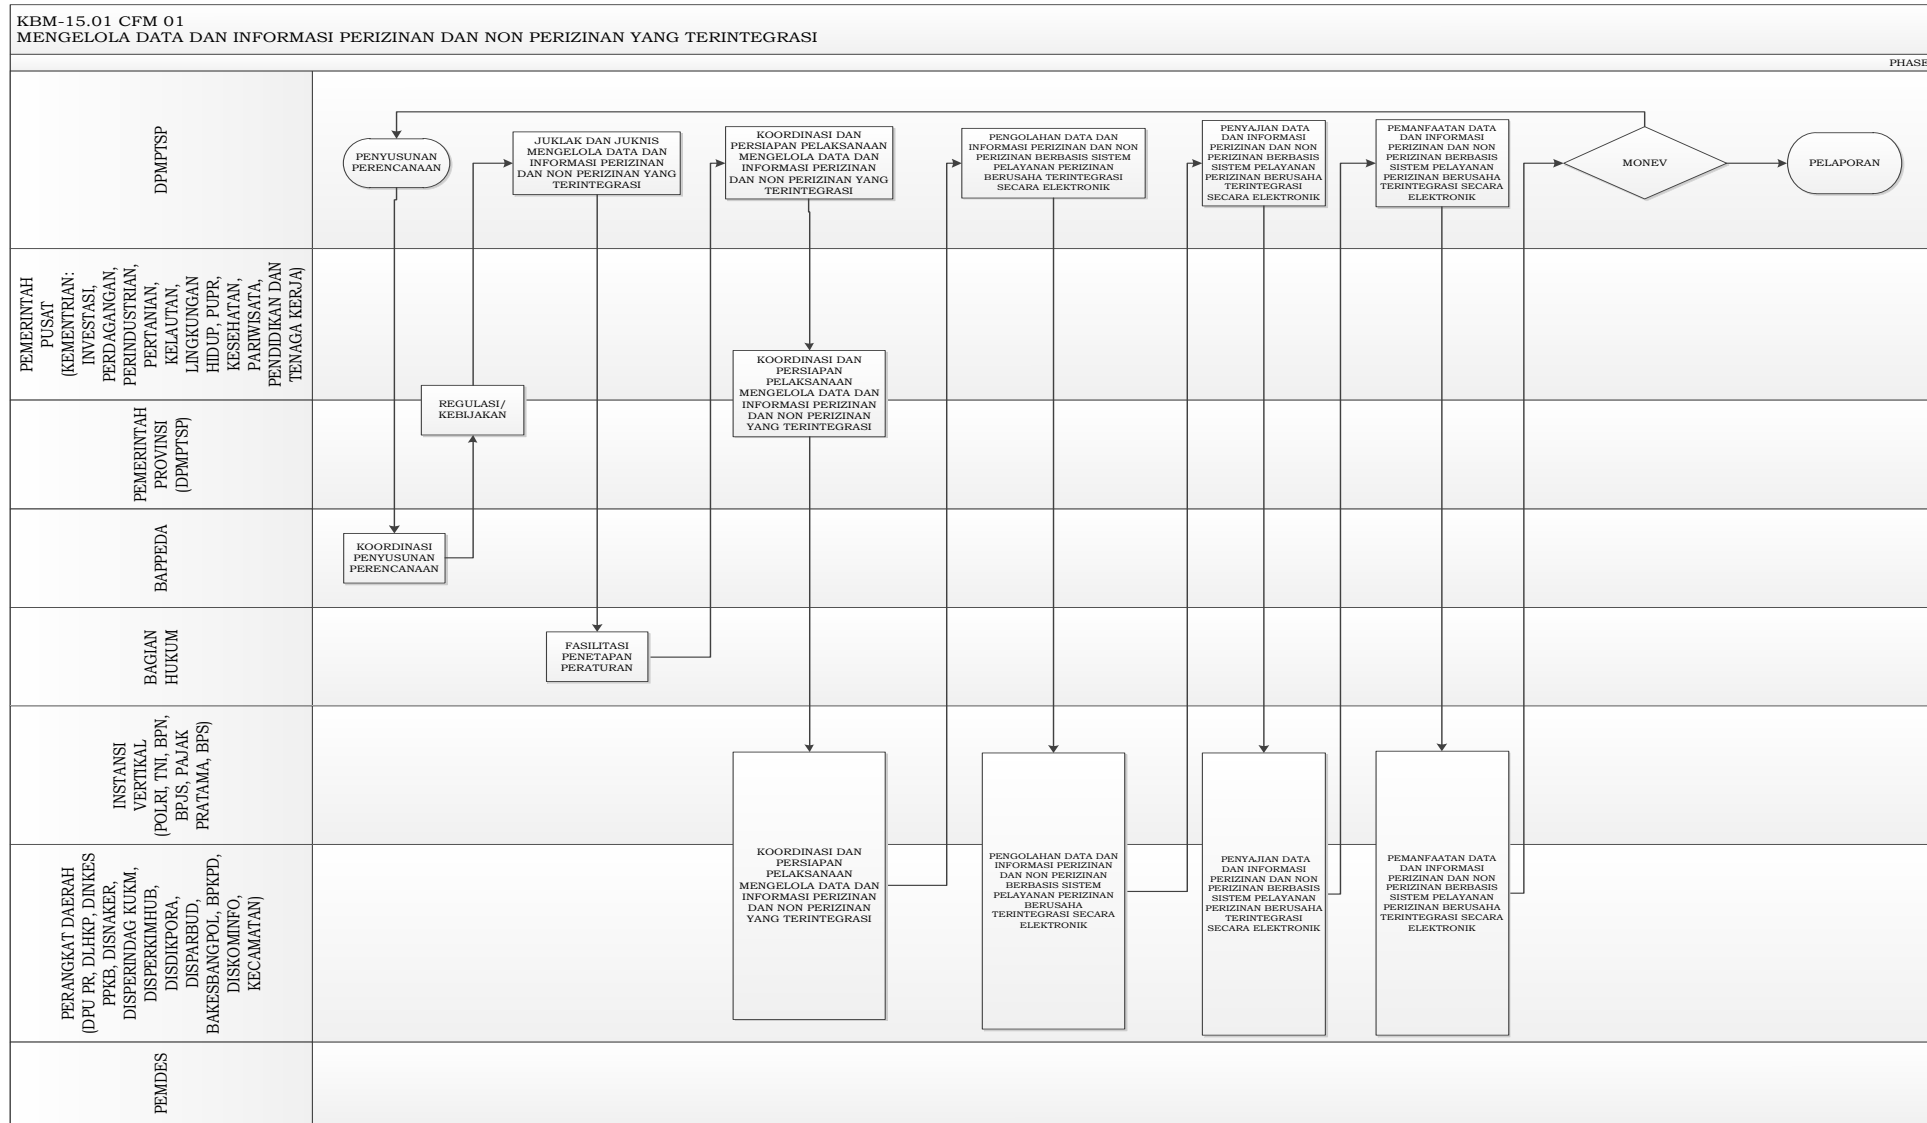 KBM-15.01 CFM 01
MENGELOLA DATA DAN INFORMASI PERIZINAN DAN NON PERIZINAN YANG TERINTEGRASI
PHASE
DPMPTSP
PENYUSUNAN
PERENCANAAN
JUKLAK DAN JUKNIS
MENGELOLA DATA DAN
INFORMASI PERIZINAN
DAN NON PERIZINAN YANG
TERINTEGRASI
KOORDINASI DAN
PERSIAPAN PELAKSANAAN
MENGELOLA DATA DAN
INFORMASI PERIZINAN
DAN NON PERIZINAN YANG
TERINTEGRASI
PENGOLAHAN DATA DAN
INFORMASI PERIZINAN DAN NON
PERIZINAN BERBASIS SISTEM
PELAYANAN PERIZINAN
BERUSAHA TERINTEGRASI
SECARA ELEKTRONIK
PENYAJIAN DATA
DAN INFORMASI
PERIZINAN DAN NON
PERIZINAN BERBASIS
SISTEM PELAYANAN
PERIZINAN BERUSAHA
TERINTEGRASI
SECARA ELEKTRONIK
PEMANFAATAN DATA
DAN INFORMASI
PERIZINAN DAN NON
PERIZINAN BERBASIS
SISTEM PELAYANAN
PERIZINAN BERUSAHA
TERINTEGRASI SECARA
ELEKTRONIK
MONEV
PELAPORAN
PEMERINTAH
PUSAT
(KEMENTRIAN:
INVESTASI,
PERDAGANGAN,
PERINDUSTRIAN,
PERTANIAN,
KELAUTAN,
LINGKUNGAN
HIDUP, PUPR,
KESEHATAN,
PARIWISATA,
PENDIDIKAN DAN
TENAGA KERJA)
KOORDINASI DAN
PERSIAPAN
PELAKSANAAN
MENGELOLA DATA DAN
INFORMASI PERIZINAN
DAN NON PERIZINAN
YANG TERINTEGRASI
REGULASI/
KEBIJAKAN
PEMERINTAH
PROVINSI
(DPMPTSP)
BAPPEDA
KOORDINASI
PENYUSUNAN
PERENCANAAN
BAGIAN
HUKUM
FASILITASI
PENETAPAN
PERATURAN
INSTANSI
VERTIKAL
(POLRI, TNI, BPN,
BPJS, PAJAK
PRATAMA, BPS)
PERANGKAT DAERAH
(DPU PR, DLHKP, DINKES
PPKB, DISNAKER,
DISPERINDAG KUKM,
DISPERKIMHUB,
DISDIKPORA,
DISPARBUD,
BAKESBANGPOL, BPKPD,
DISKOMINFO,
KECAMATAN)
KOORDINASI DAN
PERSIAPAN
PELAKSANAAN
MENGELOLA DATA DAN
INFORMASI PERIZINAN
DAN NON PERIZINAN
YANG TERINTEGRASI
PENGOLAHAN DATA DAN
INFORMASI PERIZINAN
DAN NON PERIZINAN
BERBASIS SISTEM
PELAYANAN PERIZINAN
BERUSAHA
TERINTEGRASI SECARA
ELEKTRONIK
PENYAJIAN DATA
DAN INFORMASI
PERIZINAN DAN NON
PERIZINAN BERBASIS
SISTEM PELAYANAN
PERIZINAN BERUSAHA
TERINTEGRASI
SECARA ELEKTRONIK
PEMANFAATAN DATA
DAN INFORMASI
PERIZINAN DAN NON
PERIZINAN BERBASIS
SISTEM PELAYANAN
PERIZINAN BERUSAHA
TERINTEGRASI SECARA
ELEKTRONIK
PEMDES